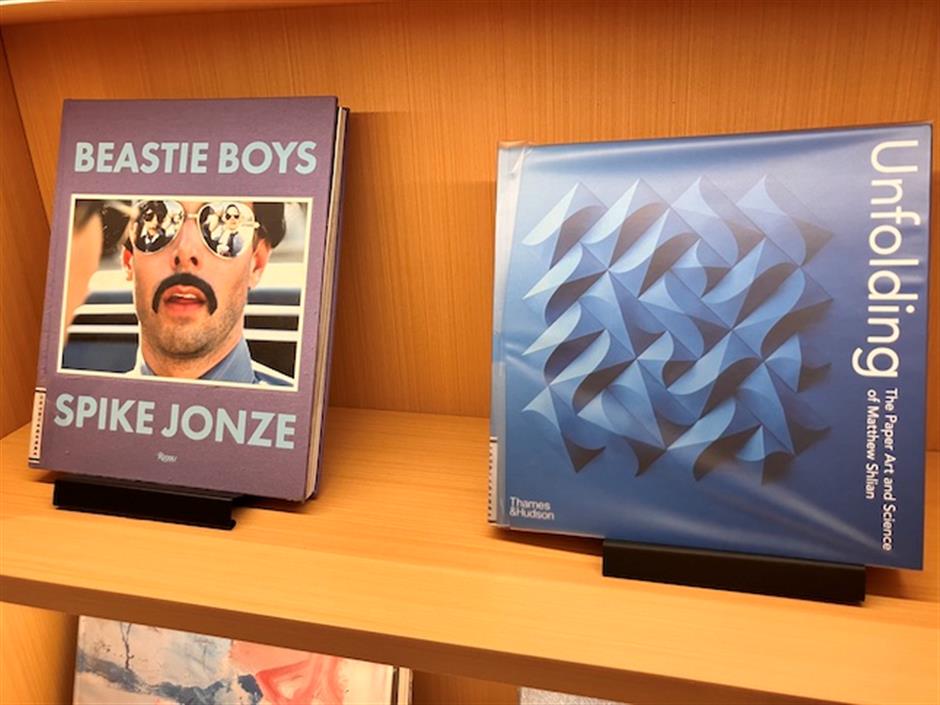 BEASTIE BOYS
SPIKE JONZE
Rizzoli
Unfolding
The Paper Art and Science
of Matthew Shlian
Thames
&Hudson